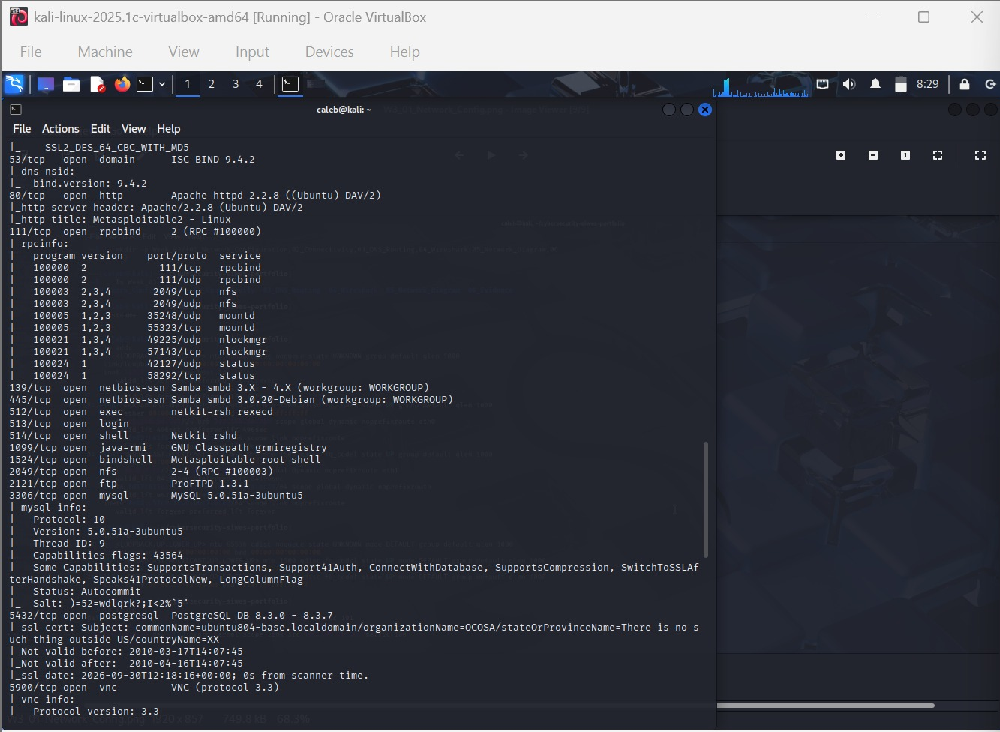 kali-linux-2025.1c-virtualbox-amd64 [Running] - Oracle VirtualBox
File Machine View Input Devices Help
1 2 3 4 8:29
caleb@kali: ~
File Actions Edit View Help
|_    SSL2_DES_64_CBC_WITH_MD5
53/tcp   open  domain      ISC BIND 9.4.2
| dns-nsid:
|_  bind.version: 9.4.2
80/tcp   open  http        Apache httpd 2.2.8 ((Ubuntu) DAV/2)
|_http-server-header: Apache/2.2.8 (Ubuntu) DAV/2
|_http-title: Metasploitable2 - Linux
111/tcp  open  rpcbind     2 (RPC #100000)
| rpcinfo:
|   program version    port/proto  service
|   100000  2            111/tcp   rpcbind
|   100000  2            111/udp   rpcbind
|   100003  2,3,4       2049/tcp   nfs
|   100003  2,3,4       2049/udp   nfs
|   100005  1,2,3      35248/udp   mountd
|   100005  1,2,3      55323/tcp   mountd
|   100021  1,3,4      49225/udp   nlockmgr
|   100021  1,3,4      57143/tcp   nlockmgr
|   100024  1          42127/udp   status
|_  100024  1          58292/tcp   status
139/tcp  open  netbios-ssn Samba smbd 3.X - 4.X (workgroup: WORKGROUP)
445/tcp  open  netbios-ssn Samba smbd 3.0.20-Debian (workgroup: WORKGROUP)
512/tcp  open  exec        netkit-rsh rexecd
513/tcp  open  login
514/tcp  open  shell       Netkit rshd
1099/tcp open  java-rmi    GNU Classpath grmiregistry
1524/tcp open  bindshell   Metasploitable root shell
2049/tcp open  nfs         2-4 (RPC #100003)
2121/tcp open  ftp         ProFTPD 1.3.1
3306/tcp open  mysql       MySQL 5.0.51a-3ubuntu5
| mysql-info:
|   Protocol: 10
|   Version: 5.0.51a-3ubuntu5
|   Thread ID: 9
|   Capabilities flags: 43564
|   Some Capabilities: SupportsTransactions, Support41Auth, ConnectWithDatabase, SupportsCompression, SwitchToSSLAf
terHandshake, Speaks41ProtocolNew, LongColumnFlag
|   Status: Autocommit
|_  Salt: )=52=wdlqrk?;I<2%`5'
5432/tcp open  postgresql  PostgreSQL DB 8.3.0 - 8.3.7
| ssl-cert: Subject: commonName=ubuntu804-base.localdomain/organizationName=OCOSA/stateOrProvinceName=There is no s
uch thing outside US/countryName=XX
| Not valid before: 2010-03-17T14:07:45
|_Not valid after:  2010-04-16T14:07:45
|_ssl-date: 2026-09-30T12:18:16+00:00; 0s from scanner time.
5900/tcp open  vnc         VNC (protocol 3.3)
| vnc-info:
|   Protocol version: 3.3
W3_01_Network_Config.png 1920 x 857 749.8 kB 68.3%